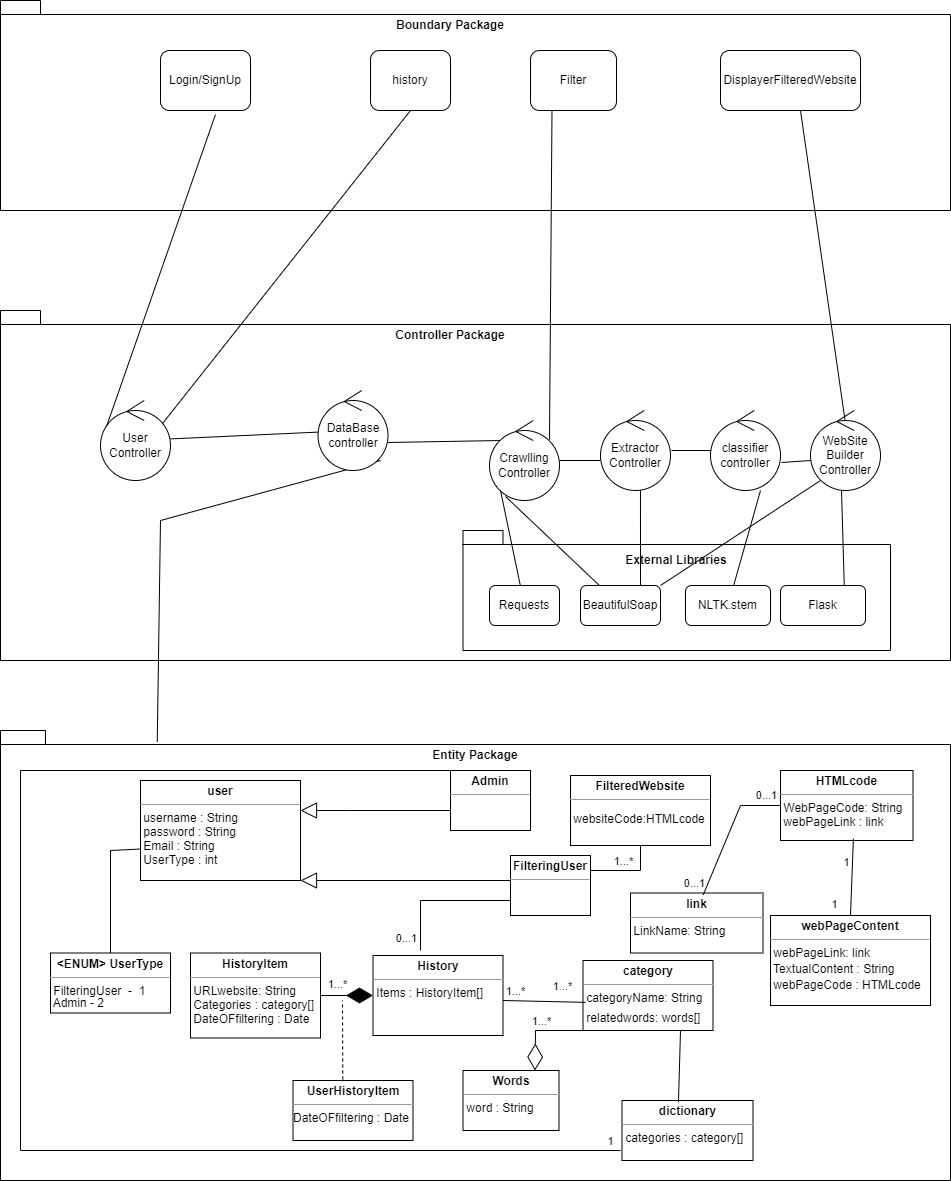 Boundary Package
Login/SignUp
history
Filter
DisplayerFilteredWebsite
Controller Package
User
Controller
DataBase
controller
Crawlling
Controller
Extractor
Controller
classifier
controller
WebSite
Builder
Controller
External Libraries
Requests
BeautifulSoap
NLTK.stem
Flask
Entity Package
user
username : String
password : String
Email : String
UserType : int
Admin
FilteredWebsite
websiteCode:HTMLcode
HTMLcode
WebPageCode: String
webPageLink : link
0...1
FilteringUser
1...*
0...1
1
1
link
LinkName: String
webPageContent
webPageLink: link
TextualContent : String
webPageCode : HTMLcode
0...1
<ENUM> UserType
FilteringUser - 1
Admin - 2
HistoryItem
URLwebsite: String
Categories : category[]
DateOFfiltering : Date
1...*
History
Items : HistoryItem[]
1...*
1...*
category
categoryName: String
relatedwords: words[]
1...*
UserHistoryItem
DateOFfiltering : Date
Words
word : String
dictionary
categories : category[]
1